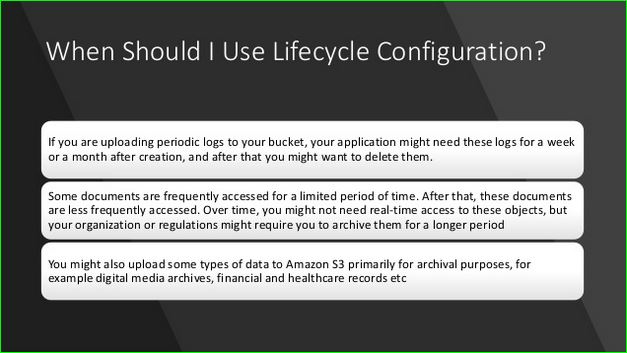 When Should I Use Lifecycle Configuration?
If you are uploading periodic logs to your bucket, your application might need these logs for a week
or a month after creation, and after that you might want to delete them.
Some documents are frequently accessed for a limited period of time. After that, these documents
are less frequently accessed. Over time, you might not need real-time access to these objects, but
your organization or regulations might require you to archive them for a longer period
You might also upload some types of data to Amazon S3 primarily for archival purposes, for
example digital media archives, financial and healthcare records etc